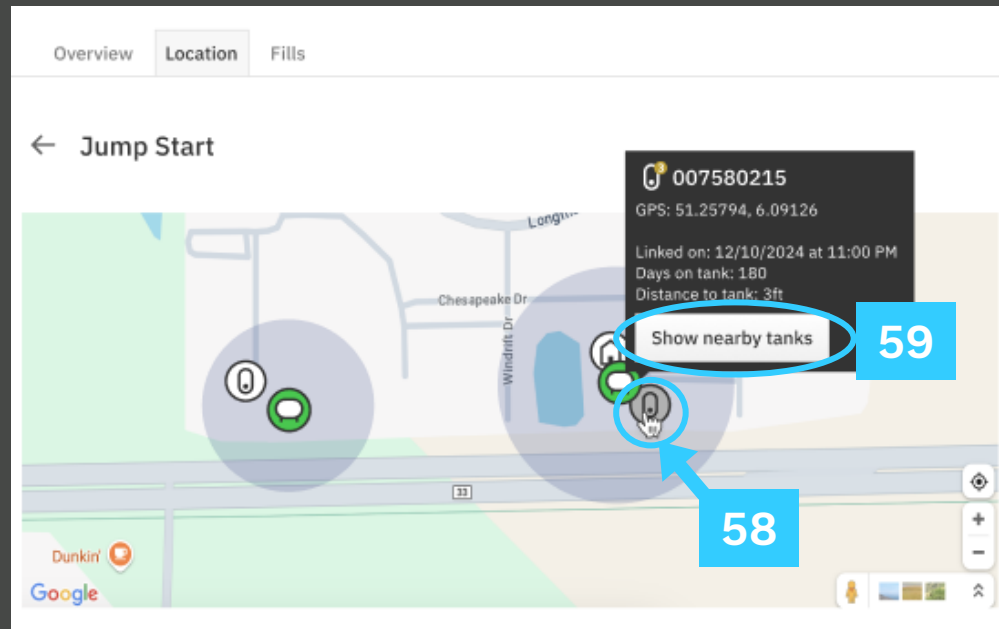 Overview Location Fills
← Jump Start
3 007580215
GPS: 51.25794, 6.09126
Linked on: 12/10/2024 at 11:00 PM
Days on tank: 180
Distance to tank: 3ft
Show nearby tanks
59
Chesapeake Dr
Windrift Dr
33
58
Dunkin'
Google